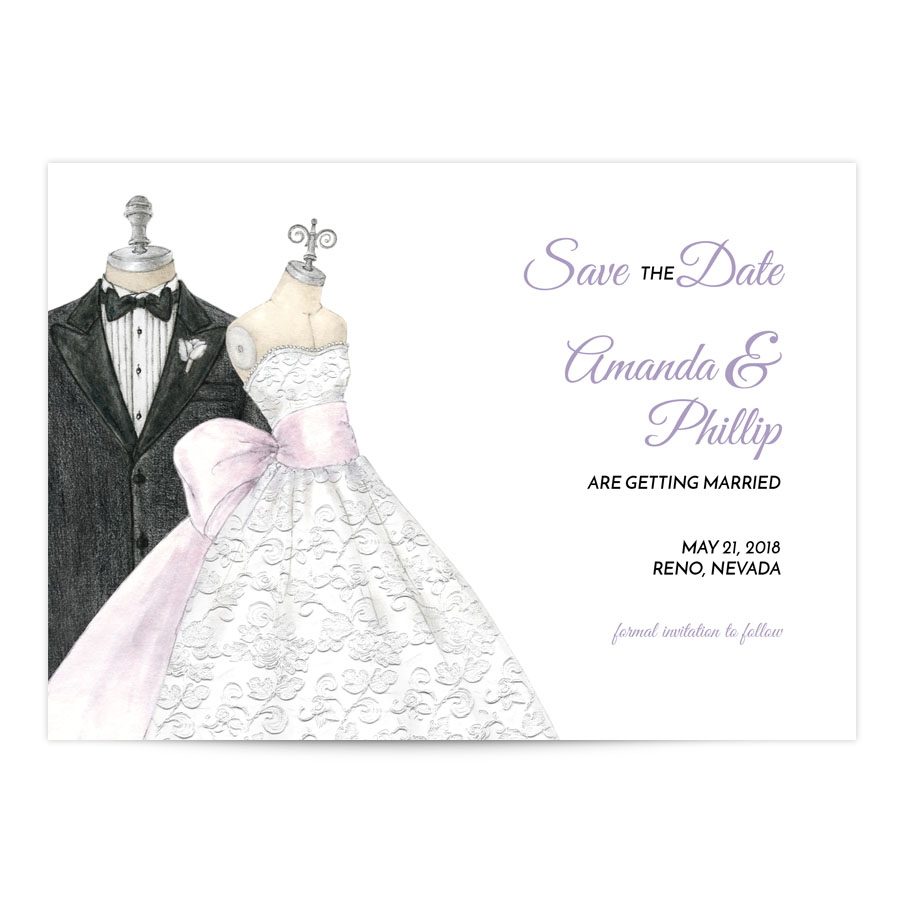 Save THE Date
Amanda &
Phillip
ARE GETTING MARRIED
MAY 21, 2018
RENO, NEVADA
formal invitation to follow